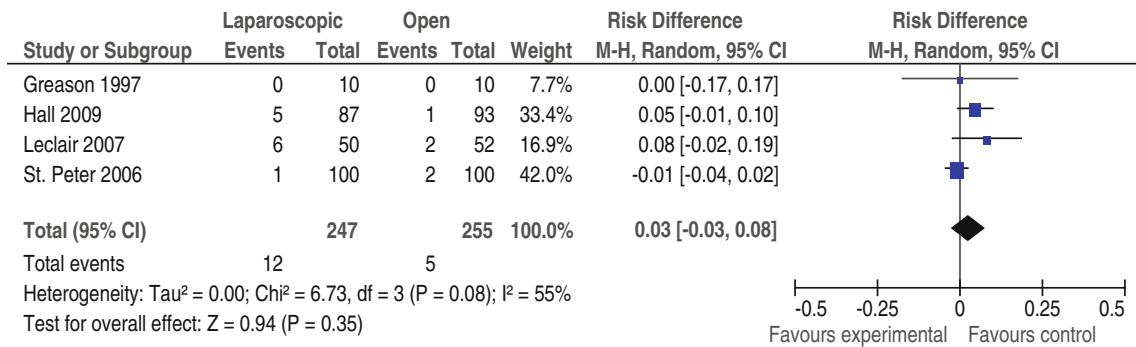 Laparoscopic Open Risk Difference Risk Difference
Study or Subgroup Events Total Events Total Weight M-H, Random, 95% CI M-H, Random, 95% CI
Greason 1997 0 10 0 10 7.7% 0.00 [-0.17, 0.17]
Hall 2009 5 87 1 93 33.4% 0.05 [-0.01, 0.10]
Leclair 2007 6 50 2 52 16.9% 0.08 [-0.02, 0.19]
St. Peter 2006 1 100 2 100 42.0% -0.01 [-0.04, 0.02]
Total (95% CI) 247 255 100.0% 0.03 [-0.03, 0.08]
Total events 12 5
Heterogeneity: Tau² = 0.00; Chi² = 6.73, df = 3 (P = 0.08); I² = 55%
Test for overall effect: Z = 0.94 (P = 0.35)
-0.5 -0.25 0 0.25 0.5
Favours experimental Favours control